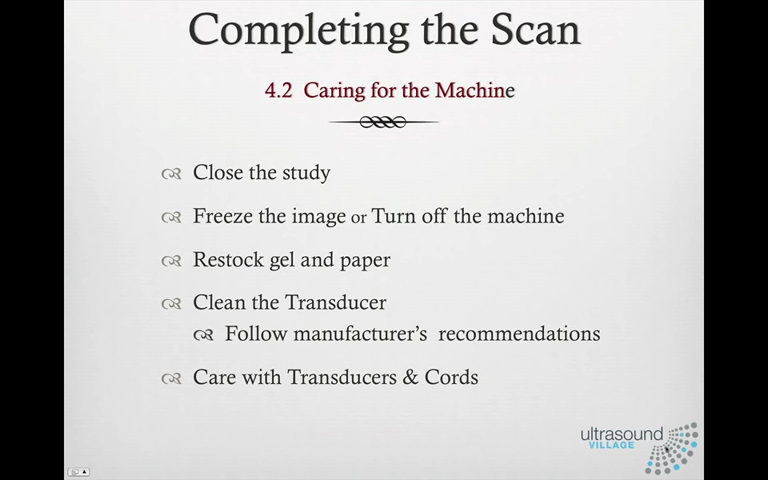 Completing the Scan
4.2 Caring for the Machine
Close the study
Freeze the image or Turn off the machine
Restock gel and paper
Clean the Transducer
Follow manufacturer's recommendations
Care with Transducers & Cords
ultrasound
VILLAGE